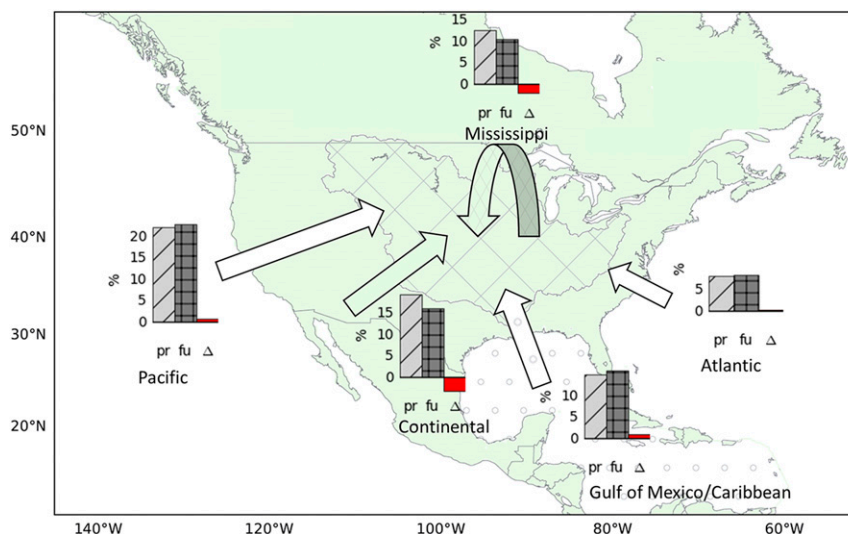 15
10
5
0
%
pr fu Δ
Mississippi
50°N
40°N
30°N
20°N
20
15
10
5
0
%
pr fu Δ
Pacific
15
10
5
0
%
pr fu Δ
Continental
5
0
%
pr fu Δ
Atlantic
10
5
0
%
pr fu Δ
Gulf of Mexico/Caribbean
140°W 120°W 100°W 80°W 60°W